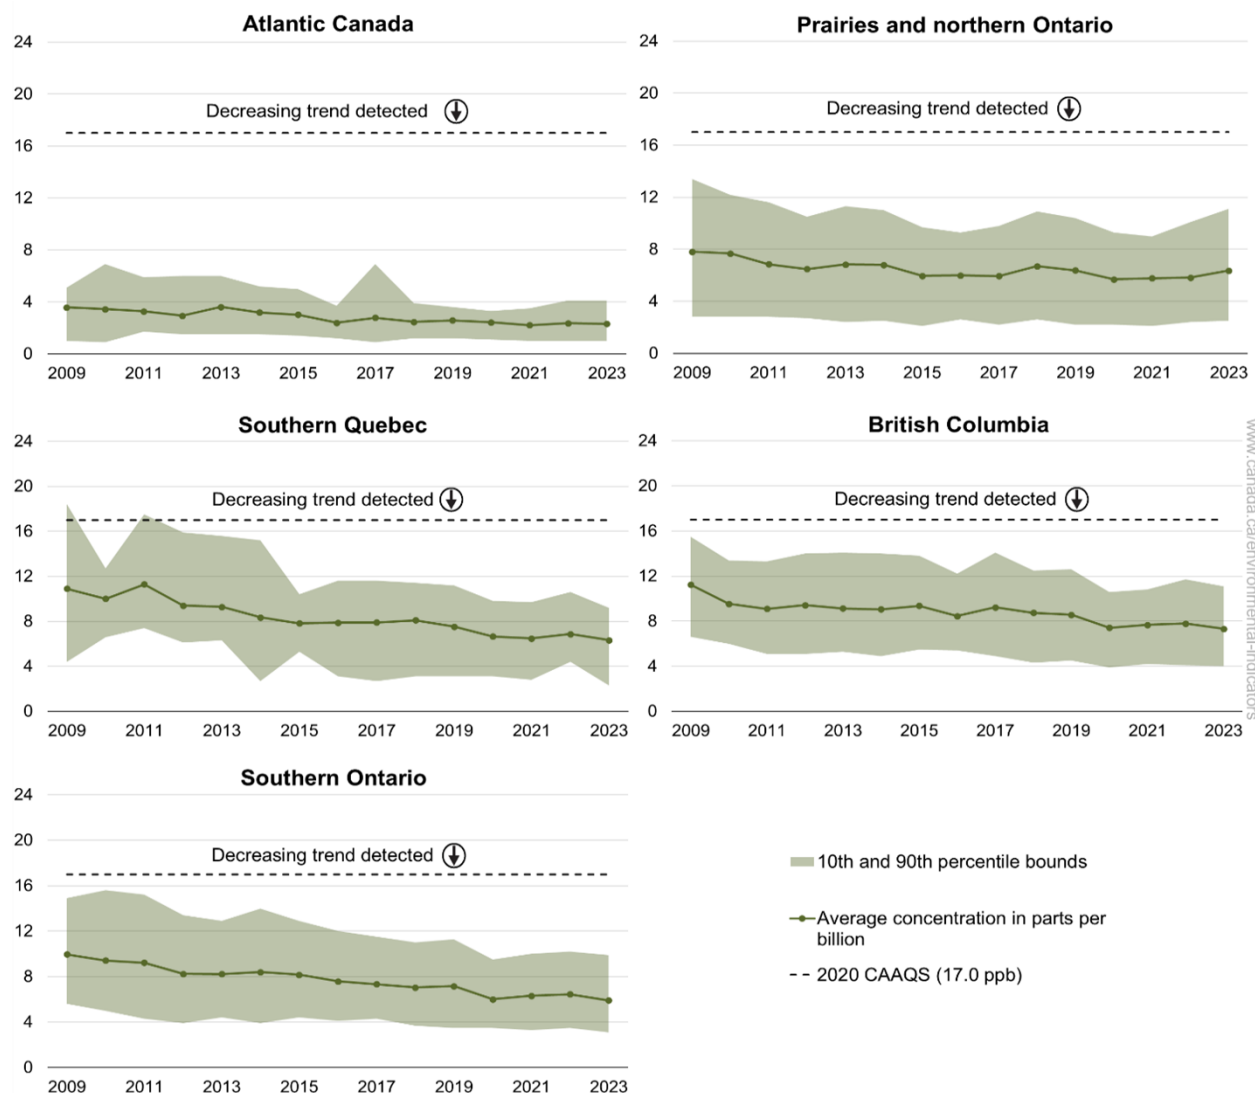 Atlantic Canada
24
20
Decreasing trend detected
16
12
8
4
0
2009 2011 2013 2015 2017 2019 2021 2023
Prairies and northern Ontario
24
20
Decreasing trend detected
16
12
8
4
0
2009 2011 2013 2015 2017 2019 2021 2023
Southern Quebec
24
20
Decreasing trend detected
16
12
8
4
0
2009 2011 2013 2015 2017 2019 2021 2023
British Columbia
24
20
Decreasing trend detected
16
12
8
4
0
2009 2011 2013 2015 2017 2019 2021 2023
www.canada.ca/environmental-indicators
Southern Ontario
24
20
Decreasing trend detected
16
12
8
4
0
2009 2011 2013 2015 2017 2019 2021 2023
10th and 90th percentile bounds
Average concentration in parts per
billion
2020 CAAQS (17.0 ppb)